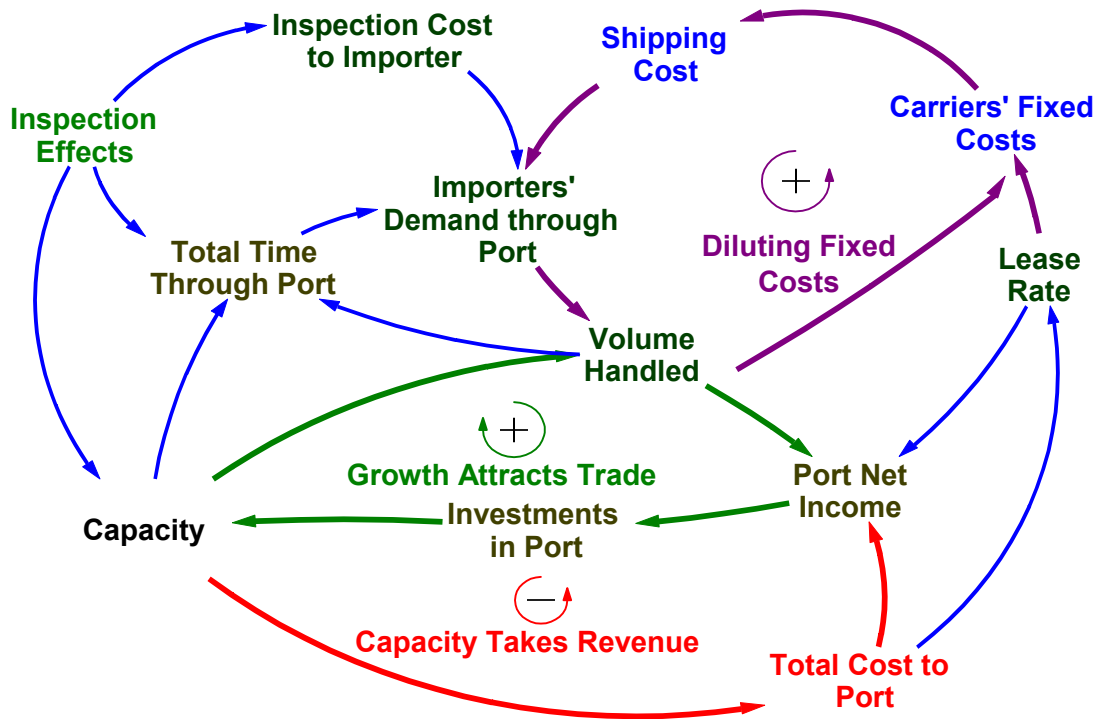 Inspection Cost
to Importer
Shipping
Cost
Inspection
Effects
Carriers' Fixed
Costs
Importers'
Demand through
Port
+
Total Time
Through Port
Diluting Fixed
Costs
Lease
Rate
Volume
Handled
+
Growth Attracts Trade
Port Net
Income
Capacity
Investments
in Port
—
Capacity Takes Revenue
Total Cost to
Port